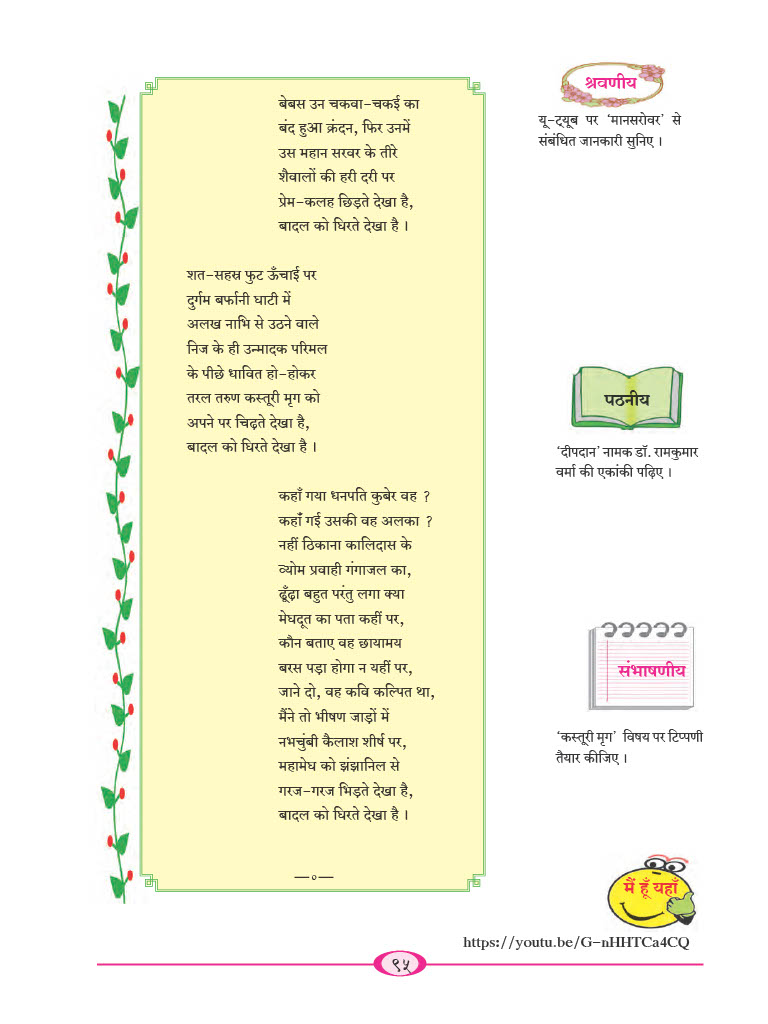 बेबस उन चकवा-चकई का
बंद हुआ क्रंदन, फिर उनमें
उस महान सरवर के तीरे
शैवालों की हरी दरी पर
प्रेम-कलह छिड़ते देखा है,
बादल को घिरते देखा है ।
शत-सहस्र फुट ऊँचाई पर
दुर्गम बर्फानी घाटी में
अलख नाभि से उठने वाले
निज के ही उन्मादक परिमल
के पीछे धावित हो-होकर
तरल तरुण कस्तूरी मृग को
अपने पर चिढ़ते देखा है,
बादल को घिरते देखा है ।
कहाँ गया धनपति कुबेर वह ?
कहाँ गई उसकी वह अलका ?
नहीं ठिकाना कालिदास के
व्योम प्रवाही गंगाजल का,
ढूँढ़ा बहुत परंतु लगा क्या
मेघदूत का पता कहीं पर,
कौन बताए वह छायामय
बरस पड़ा होगा न यहीं पर,
जाने दो, वह कवि कल्पित था,
मैंने तो भीषण जाड़ों में
नभचुंबी कैलाश शीर्ष पर,
महामेघ को झंझानिल से
गरज-गरज भिड़ते देखा है,
बादल को घिरते देखा है ।
—०—
श्रवणीय
यू-ट्यूब पर ‘मानसरोवर’ से
संबंधित जानकारी सुनिए ।
पठनीय
‘दीपदान’ नामक डॉ. रामकुमार
वर्मा की एकांकी पढ़िए ।
संभाषणीय
‘कस्तूरी मृग’ विषय पर टिप्पणी
तैयार कीजिए ।
मैं हूँ यहाँ
https://youtu.be/G-nHHTCa4CQ
९५